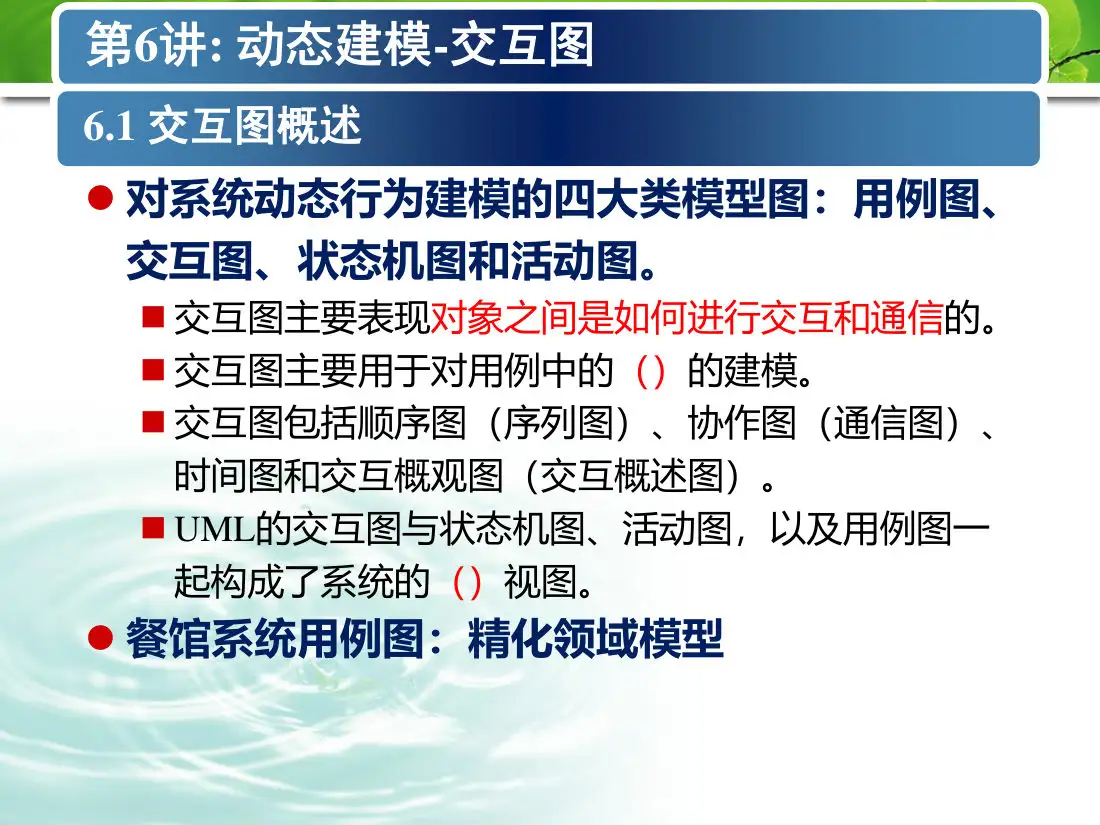 第6讲: 动态建模-交互图
6.1 交互图概述
对系统动态行为建模的四大类模型图：用例图、
交互图、状态机图和活动图。
交互图主要表现对象之间是如何进行交互和通信的。
交互图主要用于对用例中的（）的建模。
交互图包括顺序图（序列图）、协作图（通信图）、
时间图和交互概观图（交互概述图）。
UML的交互图与状态机图、活动图，以及用例图一
起构成了系统的（）视图。
餐馆系统用例图：精化领域模型